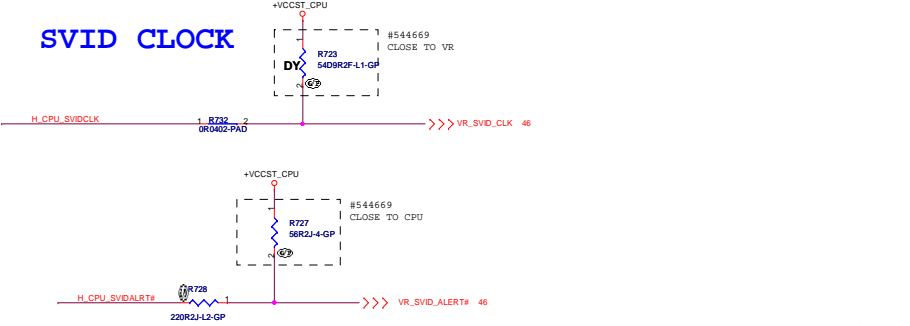 +VCCST_CPU
SVID CLOCK
#544669
CLOSE TO VR
1
R723
DY
54D9R2F-L1-GP
2
H_CPU_SVIDCLK
1
R732
2
0R0402-PAD
VR_SVID_CLK 46
+VCCST_CPU
#544669
CLOSE TO CPU
1
R727
56R2J-4-GP
2
H_CPU_SVIDALRT#
R728
1
220R2J-L2-GP
VR_SVID_ALERT# 46